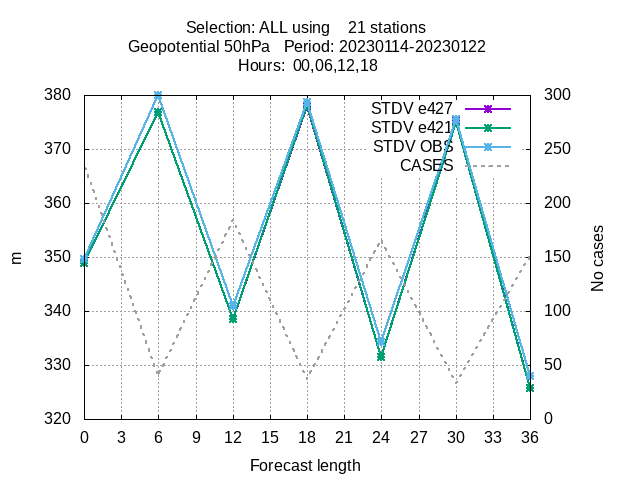 Selection: ALL using    21 stations
Geopotential 50hPa   Period: 20230114-20230122
Hours:  00,06,12,18
380 STDV e427 300
STDV e421
370 STDV OBS 250
CASES
360 200
350 150
m No cases
340 100
330 50
320 0
0 3 6 9 12 15 18 21 24 27 30 33 36
Forecast length